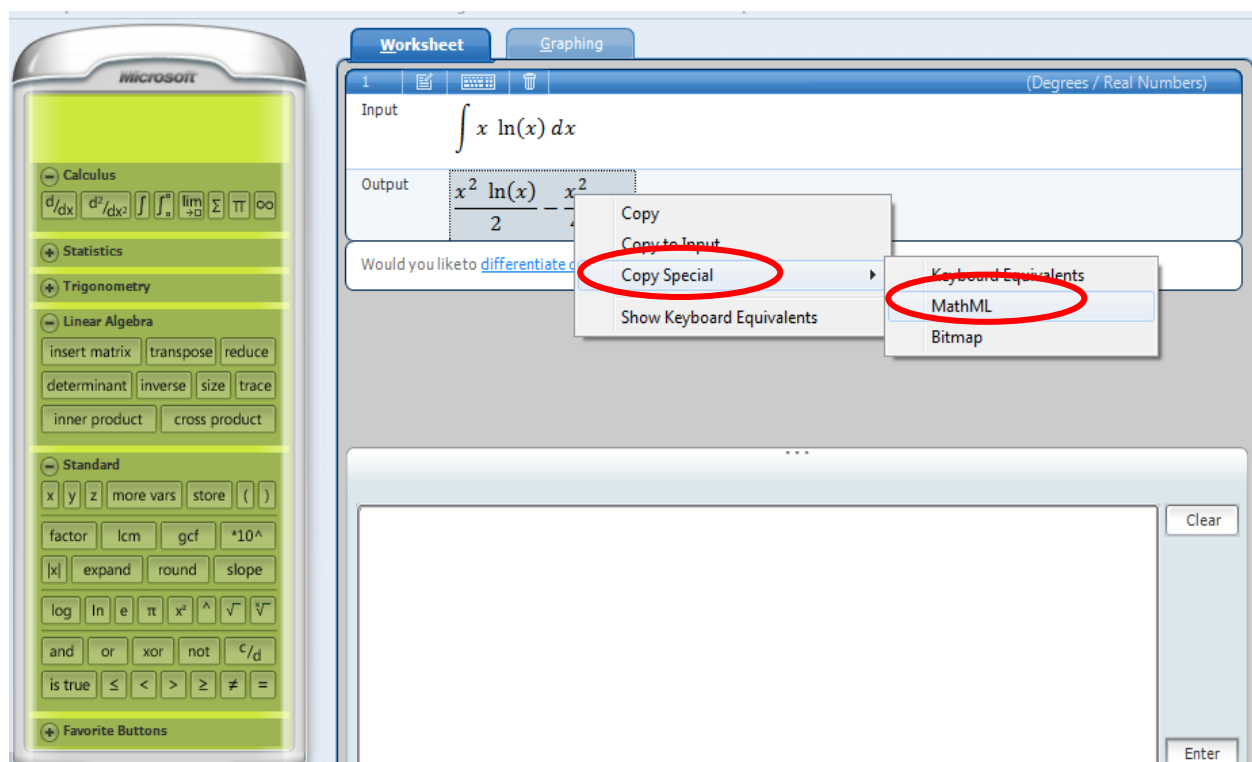 Microsoft
Calculus
d/dx d²/dx² ∫ ∫ lim →□ Σ Π ∞
Statistics
Trigonometry
Linear Algebra
insert matrix transpose reduce
determinant inverse size trace
inner product cross product
Standard
x y z more vars store ( )
factor lcm gcf *10^
|x| expand round slope
log ln e π x² ^ √ ˣ√
and or xor not c/d
is true ≤ < > ≥ ≠ =
Favorite Buttons
Worksheet Graphing
1 (Degrees / Real Numbers)
Input
∫ x ln(x) dx
Output
x² ln(x) / 2 − x²
Would you liketo differentiate
Copy
Copy to Input
Copy Special
Show Keyboard Equivalents
Keyboard Equivalents
MathML
Bitmap
Clear
Enter